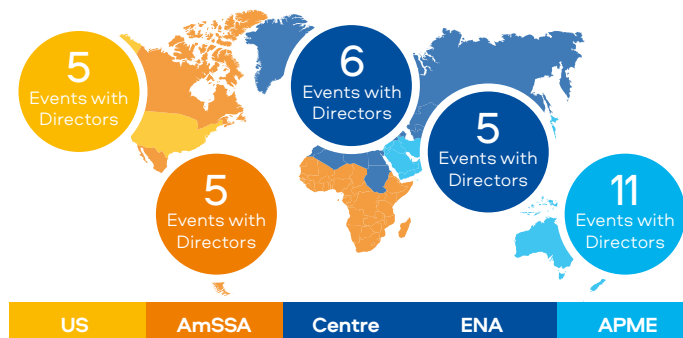 5
Events with
Directors
5
Events with
Directors
6
Events with
Directors
5
Events with
Directors
11
Events with
Directors
US
AmSSA
Centre
ENA
APME